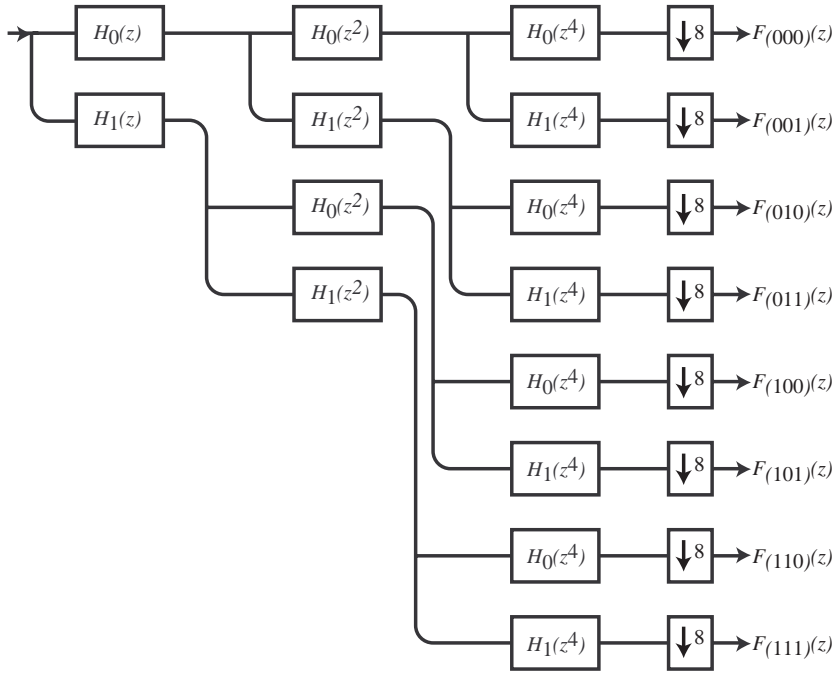 H₀(z) H₀(z²) H₀(z⁴) ↓8 F₍₀₀₀₎(z)
H₁(z) H₁(z²) H₁(z⁴) ↓8 F₍₀₀₁₎(z)
H₀(z²) H₀(z⁴) ↓8 F₍₀₁₀₎(z)
H₁(z²) H₁(z⁴) ↓8 F₍₀₁₁₎(z)
H₀(z⁴) ↓8 F₍₁₀₀₎(z)
H₁(z⁴) ↓8 F₍₁₀₁₎(z)
H₀(z⁴) ↓8 F₍₁₁₀₎(z)
H₁(z⁴) ↓8 F₍₁₁₁₎(z)